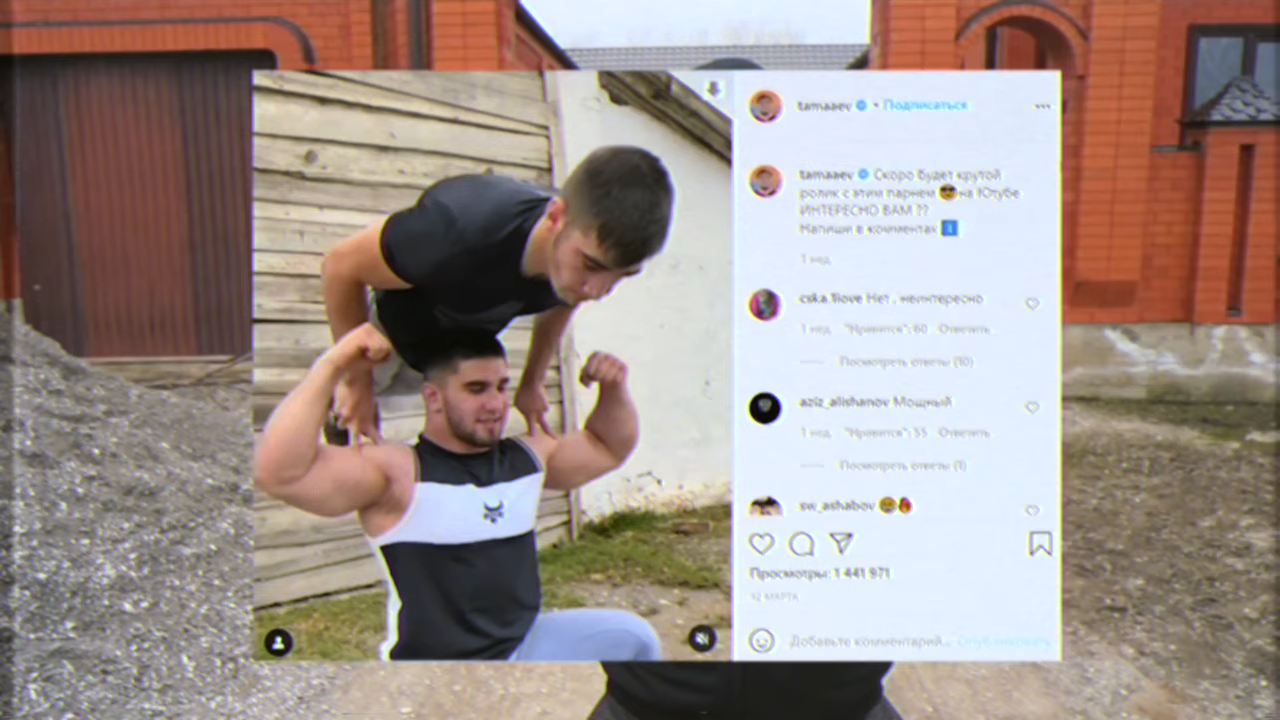 tamaaev • Подписаться
tamaaev Скоро будет крутой
ролик с этим парнем 😎на Ютубе
ИНТЕРЕСНО ВАМ ??
Напиши в комментах
1 нед.
cska.1love Нет . неинтересно
1 нед. "Нравится": 60 Ответить
Посмотреть ответы (10)
aziz_alishanov Мощный
1 нед. "Нравится": 55 Ответить
Посмотреть ответы (1)
sw_ashabov
Просмотры: 1 441 971
12 МАРТА
Добавьте комментарий... Опубликовать